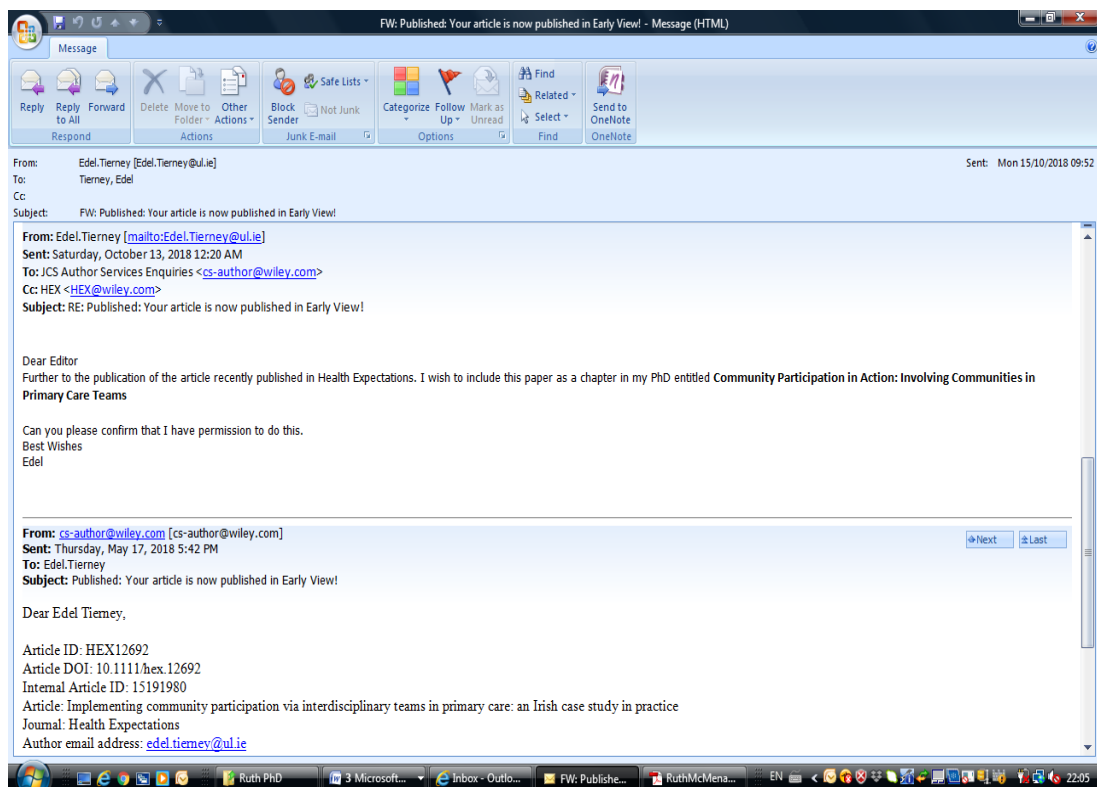 FW: Published: Your article is now published in Early View! - Message (HTML)
Message
Reply
Reply to All
Forward
Respond
Delete
Move to Folder
Other Actions
Actions
Block Sender
Safe Lists
Not Junk
Junk E-mail
Categorize
Follow Up
Mark as Unread
Options
Find
Related
Select
Find
Send to OneNote
OneNote
From: Edel.Tierney [Edel.Tierney@ul.ie]
Sent: Mon 15/10/2018 09:52
To: Tierney, Edel
Cc:
Subject: FW: Published: Your article is now published in Early View!
From: Edel.Tierney [mailto:Edel.Tierney@ul.ie]
Sent: Saturday, October 13, 2018 12:20 AM
To: JCS Author Services Enquiries <cs-author@wiley.com>
Cc: HEX <HEX@wiley.com>
Subject: RE: Published: Your article is now published in Early View!
Dear Editor
Further to the publication of the article recently published in Health Expectations. I wish to include this paper as a chapter in my PhD entitled Community Participation in Action: Involving Communities in
Primary Care Teams
Can you please confirm that I have permission to do this.
Best Wishes
Edel
From: cs-author@wiley.com [cs-author@wiley.com]
Next
Last
Sent: Thursday, May 17, 2018 5:42 PM
To: Edel.Tierney
Subject: Published: Your article is now published in Early View!
Dear Edel Tierney,
Article ID: HEX12692
Article DOI: 10.1111/hex.12692
Internal Article ID: 15191980
Article: Implementing community participation via interdisciplinary teams in primary care: an Irish case study in practice
Journal: Health Expectations
Author email address: edel.tierney@ul.ie
Ruth PhD
3 Microsoft...
Inbox - Outlo...
FW: Publishe...
RuthMcMena...
EN
22:05